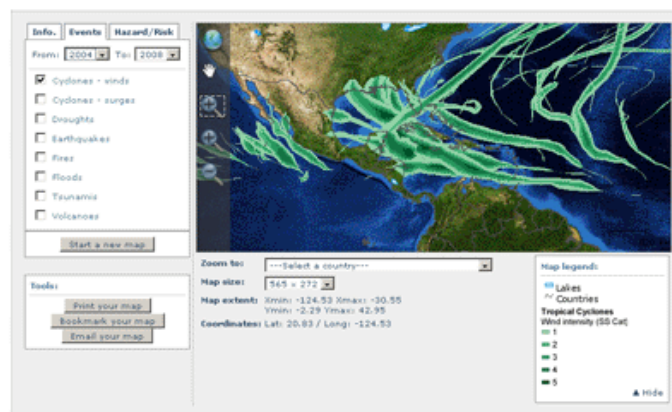 Info. Events Hazard/Risk
From: 2004 To: 2008
Cyclones - winds
Cyclones - surges
Droughts
Earthquakes
Fires
Floods
Tsunamis
Volcanoes
Start a new map
Tools:
Print your map
Bookmark your map
Email your map
Zoom to: ---Select a country---
Map size: 565 x 272
Map extent: Xmin: -124.53 Xmax: -30.55
Ymin: -2.29 Ymax: 42.95
Coordinates: Lat: 20.83 / Long: -124.53
Map legend:
Lakes
Countries
Tropical Cyclones
Wind intensity (SS Cat)
1
2
3
4
5
▲ Hide